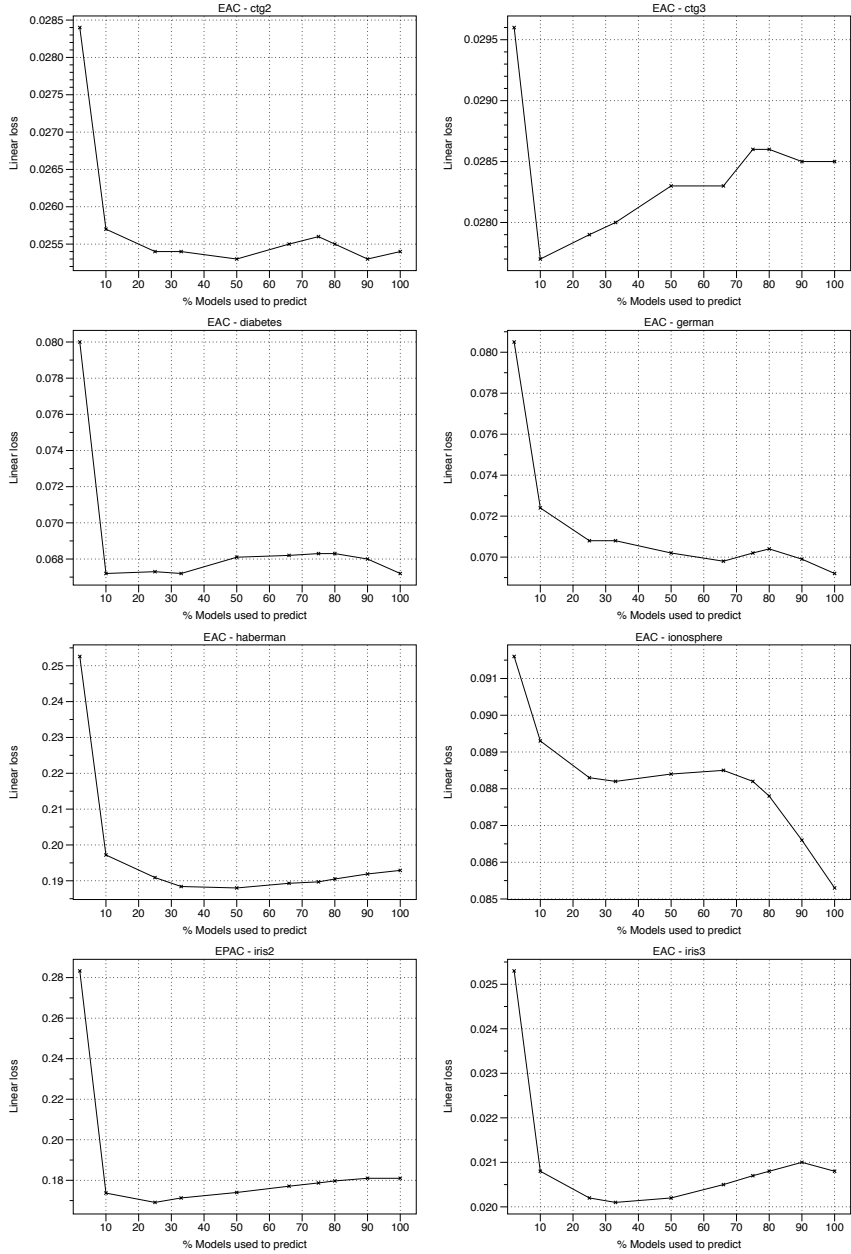 EAC - ctg2
EAC - ctg3
0.0285
0.0280
0.0275
0.0270
0.0265
0.0260
0.0255
Linear loss
10 20 30 40 50 60 70 80 90 100
% Models used to predict
0.0295
0.0290
0.0285
0.0280
Linear loss
10 20 30 40 50 60 70 80 90 100
% Models used to predict
EAC - diabetes
EAC - german
0.080
0.078
0.076
0.074
0.072
0.070
0.068
Linear loss
10 20 30 40 50 60 70 80 90 100
% Models used to predict
0.080
0.078
0.076
0.074
0.072
0.070
Linear loss
10 20 30 40 50 60 70 80 90 100
% Models used to predict
EAC - haberman
EAC - ionosphere
0.25
0.24
0.23
0.22
0.21
0.20
0.19
Linear loss
10 20 30 40 50 60 70 80 90 100
% Models used to predict
0.091
0.090
0.089
0.088
0.087
0.086
0.085
Linear loss
10 20 30 40 50 60 70 80 90 100
% Models used to predict
EPAC - iris2
EAC - iris3
0.28
0.26
0.24
0.22
0.20
0.18
Linear loss
10 20 30 40 50 60 70 80 90 100
% Models used to predict
0.025
0.024
0.023
0.022
0.021
0.020
Linear loss
10 20 30 40 50 60 70 80 90 100
% Models used to predict